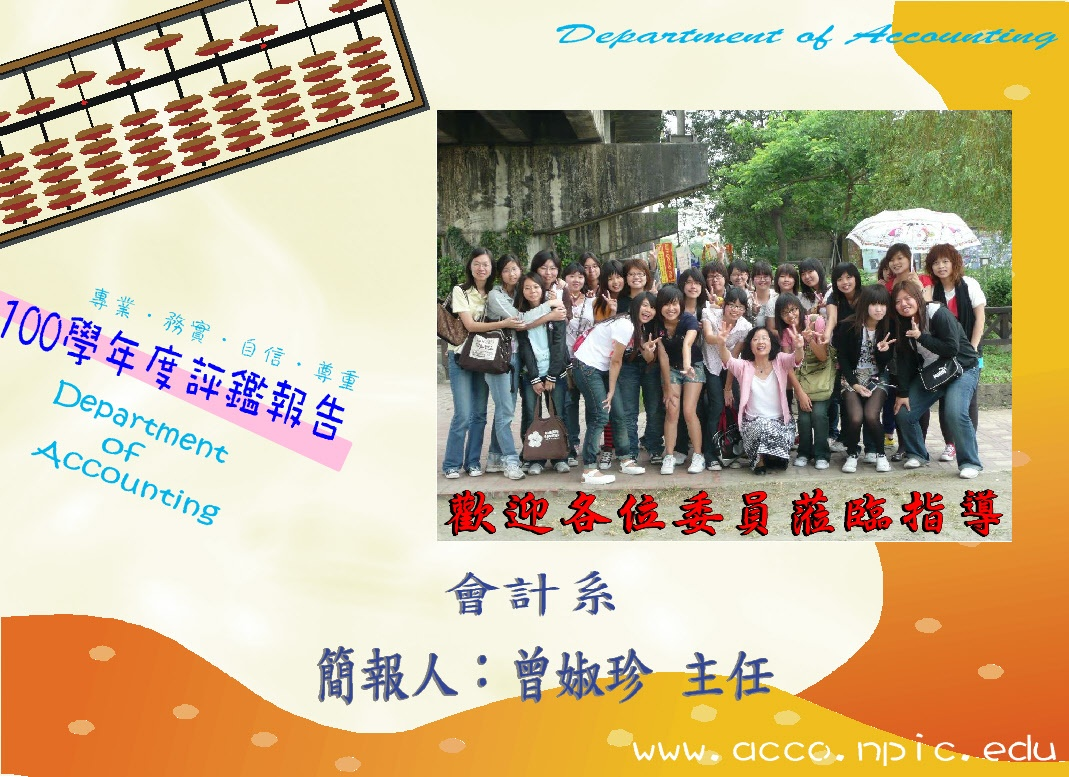 Department of Accounting
專業．務實．自信．尊重
100學年度評鑑報告
Department
of
Accounting
歡迎各位委員蒞臨指導
會計系
簡報人：曾淑珍 主任
www.acco.npic.edu